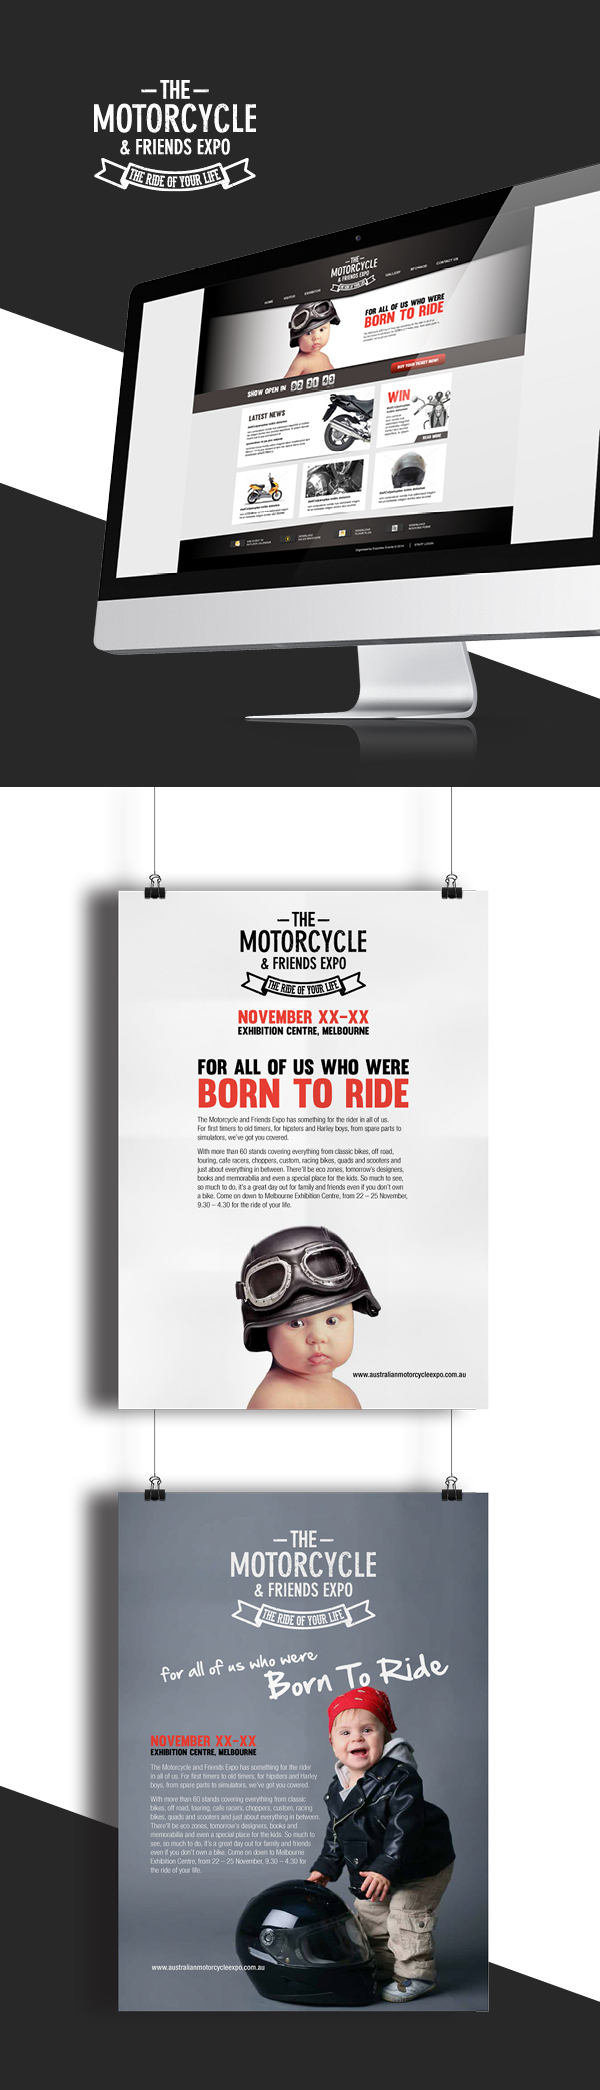 THE
MOTORCYCLE
& FRIENDS EXPO
THE RIDE OF YOUR LIFE
THE
MOTORCYCLE
& FRIENDS EXPO
THE RIDE OF YOUR LIFE
HOME VISITOR EXHIBITOR GALLERY CONTACT US
FOR ALL OF US WHO WERE
BORN TO RIDE
BUY YOUR TICKET NOW!
SHOW OPEN IN 02 21 43
LATEST NEWS
WIN
READ MORE
THE
MOTORCYCLE
& FRIENDS EXPO
THE RIDE OF YOUR LIFE
NOVEMBER XX-XX
EXHIBITION CENTRE, MELBOURNE
FOR ALL OF US WHO WERE
BORN TO RIDE
The Motorcycle and Friends Expo has something for the rider in all of us.
For first timers to old timers, for hipsters and Harley boys, from spare parts to
simulators, we've got you covered.
With more than 60 stands covering everything from classic bikes, off road,
touring, cafe racers, choppers, custom, racing bikes, quads and scooters and
just about everything in between. There'll be eco zones, tomorrow's designers,
books and memorabilia and even a special place for the kids. So much to see,
so much to do, it's a great day out for family and friends even if you don't own
a bike. Come on down to Melbourne Exhibition Centre, from 22 – 25 November,
9.30 – 4.30 for the ride of your life.
www.australianmotorcycleexpo.com.au
THE
MOTORCYCLE
& FRIENDS EXPO
THE RIDE OF YOUR LIFE
for all of us who were
Born To Ride
NOVEMBER XX-XX
EXHIBITION CENTRE, MELBOURNE
The Motorcycle and Friends Expo has something for the rider
in all of us. For first timers to old timers, for hipsters and Harley
boys, from spare parts to simulators, we've got you covered.
With more than 60 stands covering everything from classic
bikes, off road, touring, cafe racers, choppers, custom, racing
bikes, quads and scooters and just about everything in between.
There'll be eco zones, tomorrow's designers, books and
memorabilia and even a special place for the kids. So much to
see, so much to do, it's a great day out for family and friends
even if you don't own a bike. Come on down to Melbourne
Exhibition Centre, from 22 – 25 November, 9.30 – 4.30 for
the ride of your life.
www.australianmotorcycleexpo.com.au